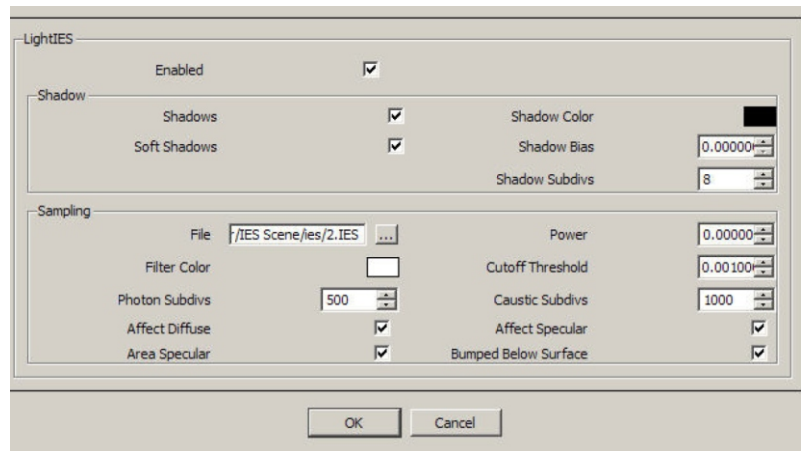 LightIES
Enabled
Shadow
Shadows Shadow Color
Soft Shadows Shadow Bias 0.00000
Shadow Subdivs 8
Sampling
File /IES Scene/ies/2.IES ... Power 0.00000
Filter Color Cutoff Threshold 0.00100
Photon Subdivs 500 Caustic Subdivs 1000
Affect Diffuse Affect Specular
Area Specular Bumped Below Surface
OK Cancel